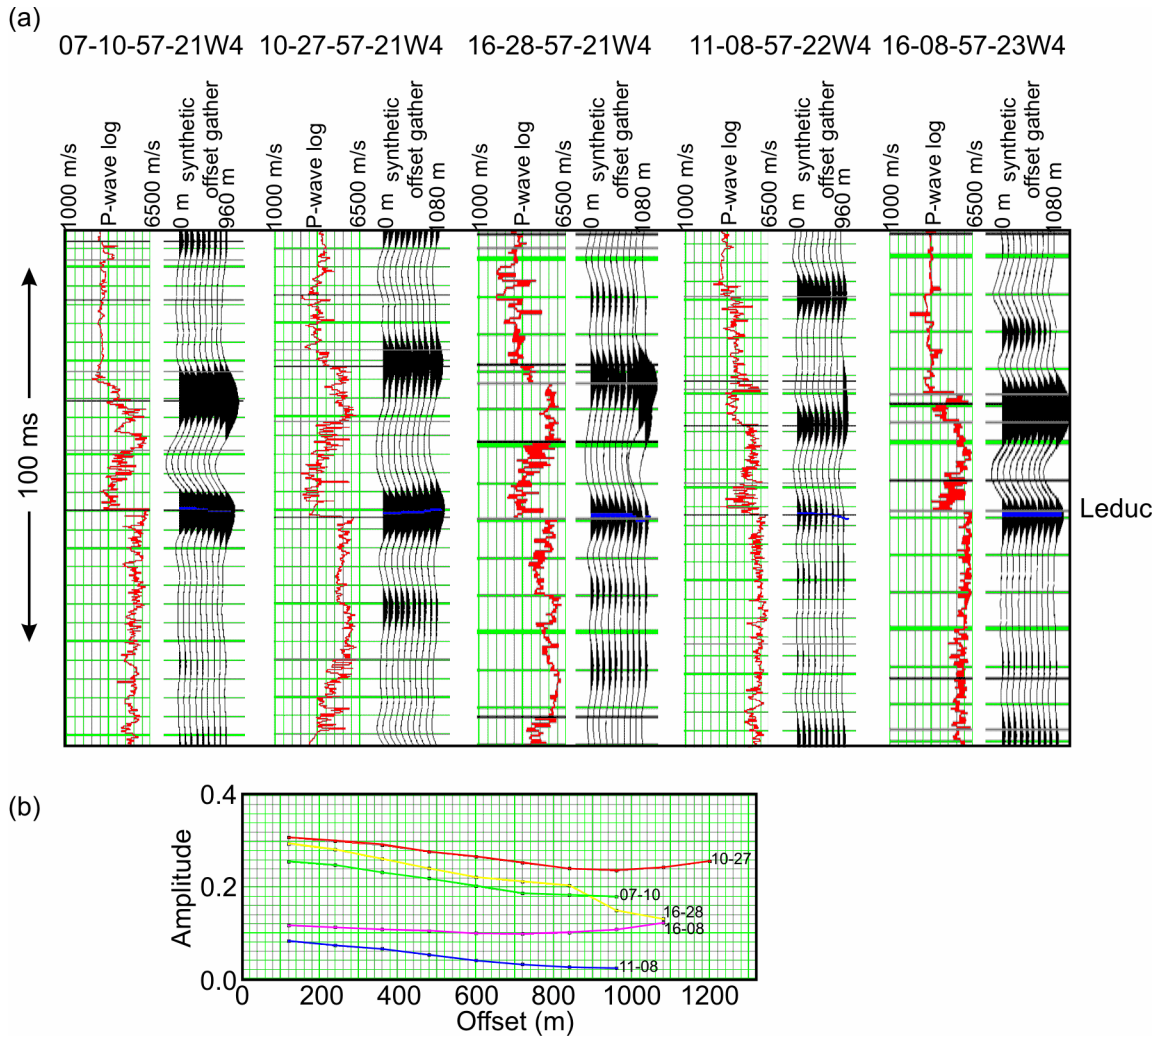 (a)
07-10-57-21W4 10-27-57-21W4 16-28-57-21W4 11-08-57-22W4 16-08-57-23W4
1000 m/s P-wave log 6500 m/s 0 m synthetic offset gather 960 m
1000 m/s P-wave log 6500 m/s 0 m synthetic offset gather 1080 m
1000 m/s P-wave log 6500 m/s 0 m synthetic offset gather 1080 m
1000 m/s P-wave log 6500 m/s 0 m synthetic offset gather 960 m
1000 m/s P-wave log 6500 m/s 0 m synthetic offset gather 1080 m
100 ms
Leduc
(b)
Amplitude
0.4
0.2
0.0
10-27
07-10
16-28
16-08
11-08
0 200 400 600 800 1000 1200
Offset (m)